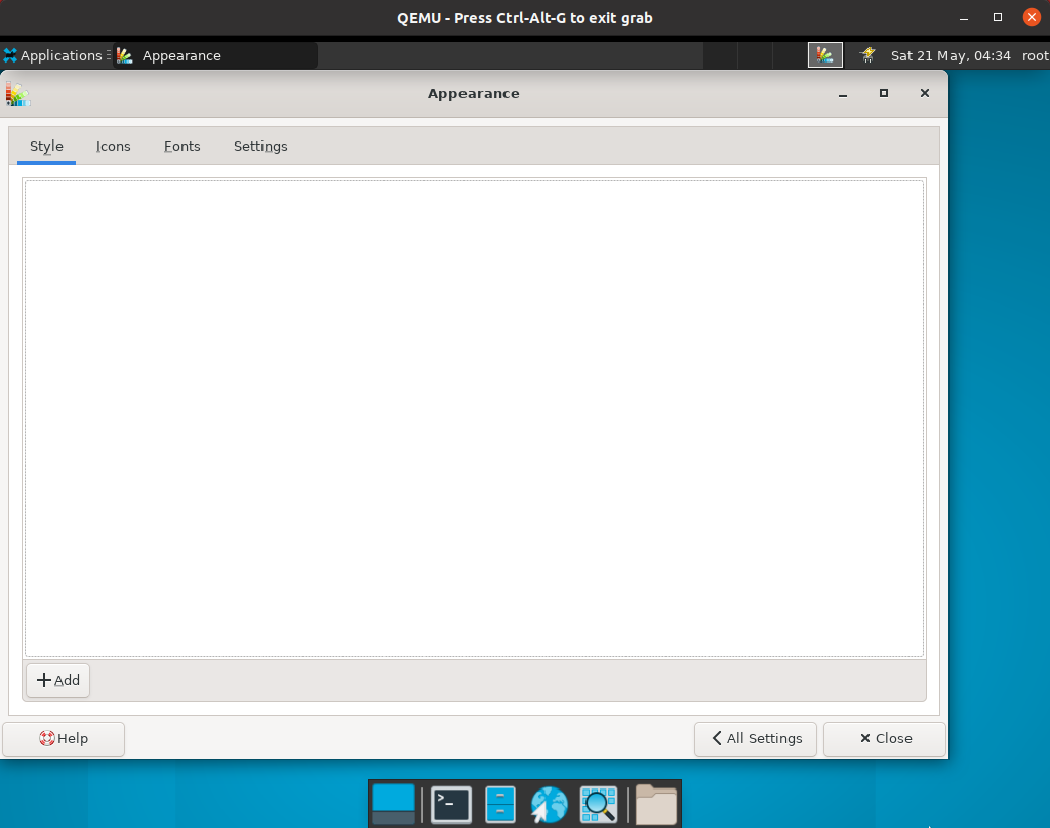 QEMU - Press Ctrl-Alt-G to exit grab
Applications Appearance Sat 21 May, 04:34 root
Appearance
Style Icons Fonts Settings
Add
Help All Settings Close